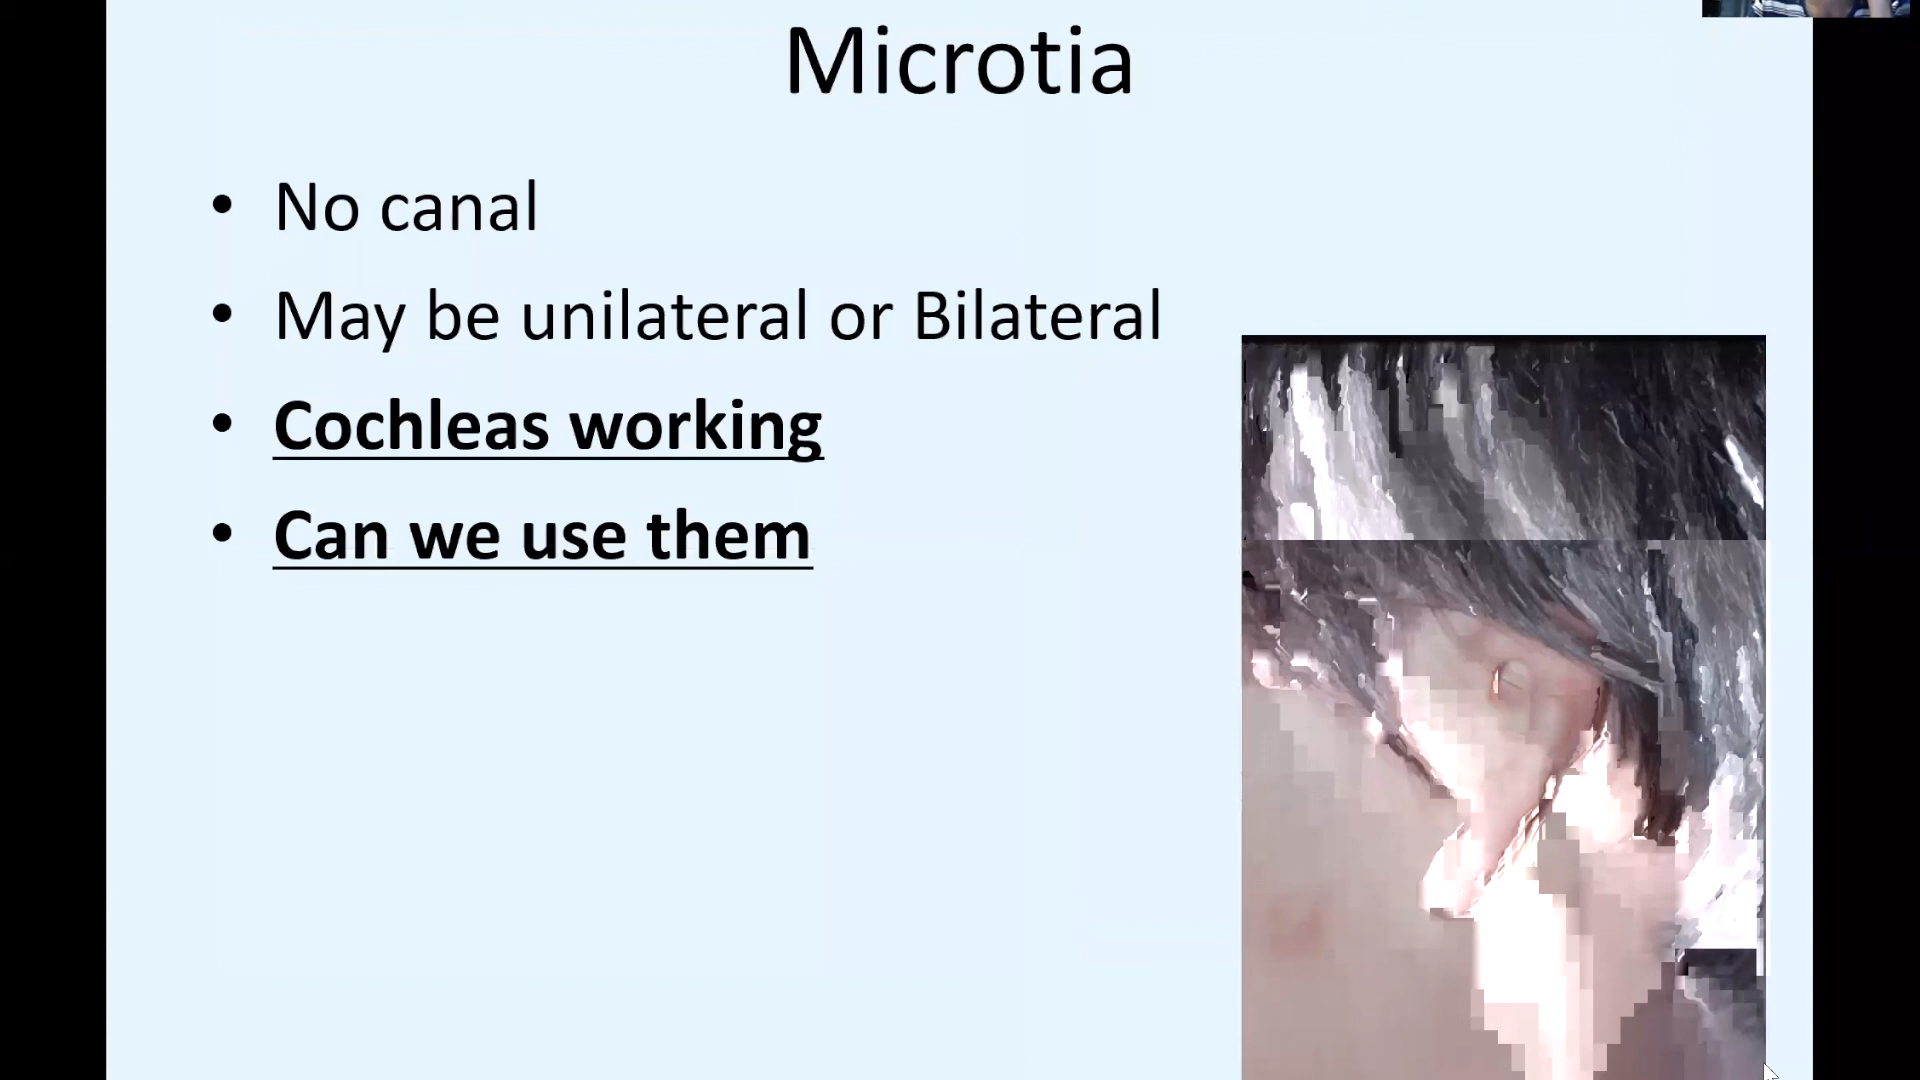 Microtia
• No canal
• May be unilateral or Bilateral
• Cochleas working
• Can we use them